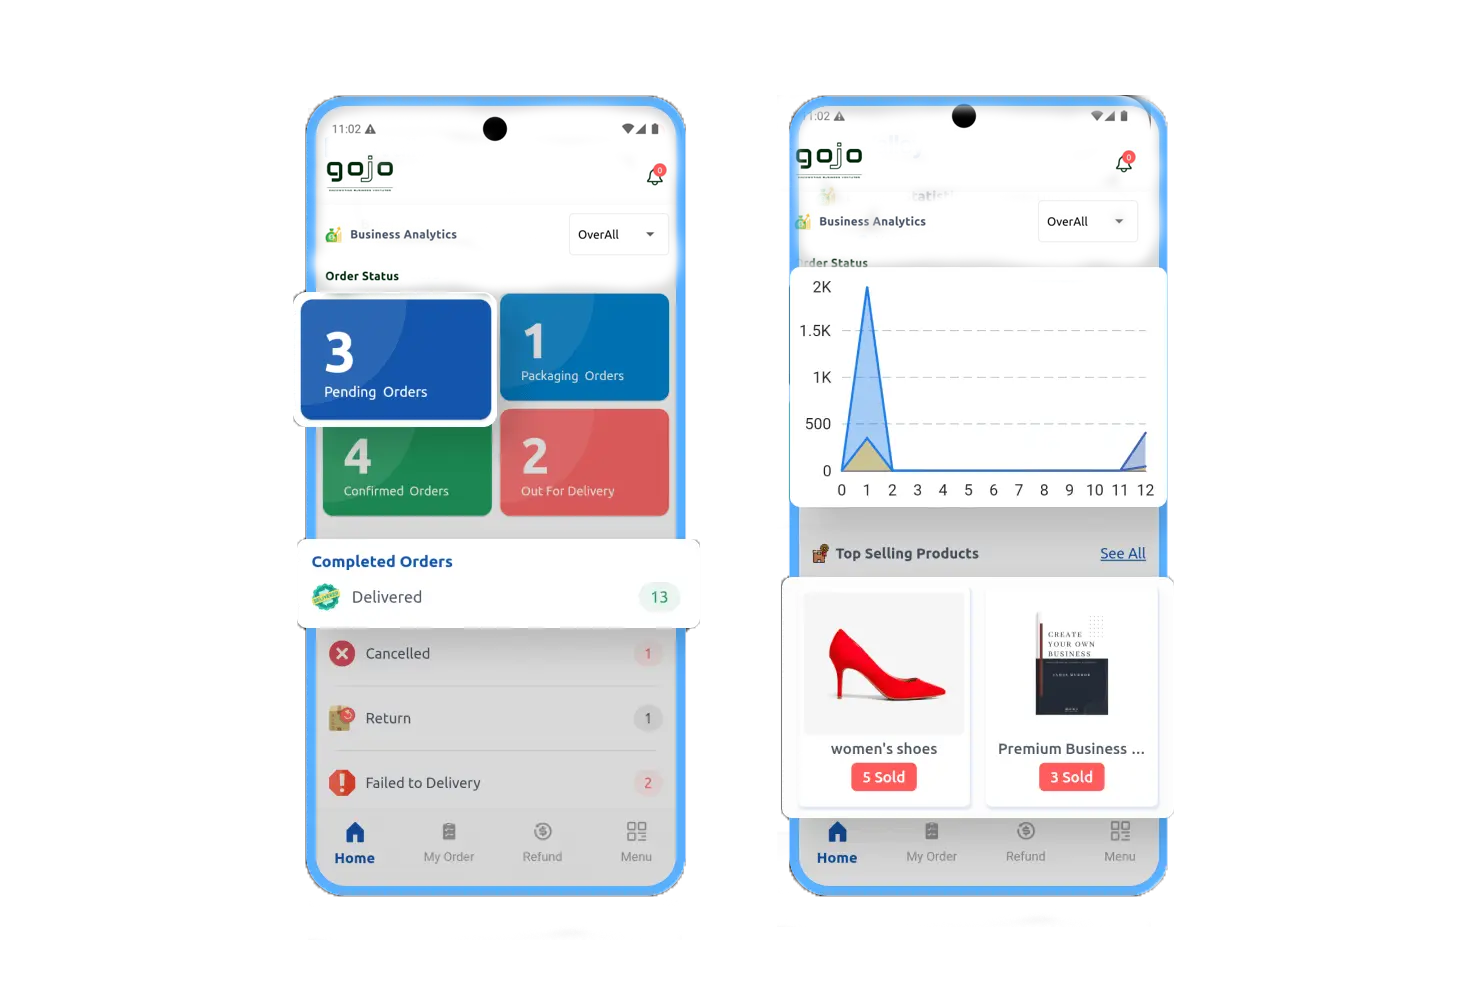 11:02
gojo
0
Business Analytics
OverAll
Order Status
3
Pending Orders
1
Packaging Orders
4
Confirmed Orders
2
Out For Delivery
Completed Orders
Delivered
13
Cancelled
1
Return
1
Failed to Delivery
2
Home
My Order
Refund
Menu
11:02
gojo
0
Business Analytics
OverAll
Order Status
2K
1.5K
1K
500
0
0 1 2 3 4 5 6 7 8 9 10 11 12
Top Selling Products
See All
CREATE
YOUR OWN
BUSINESS
women's shoes
5 Sold
Premium Business ...
3 Sold
Home
My Order
Refund
Menu